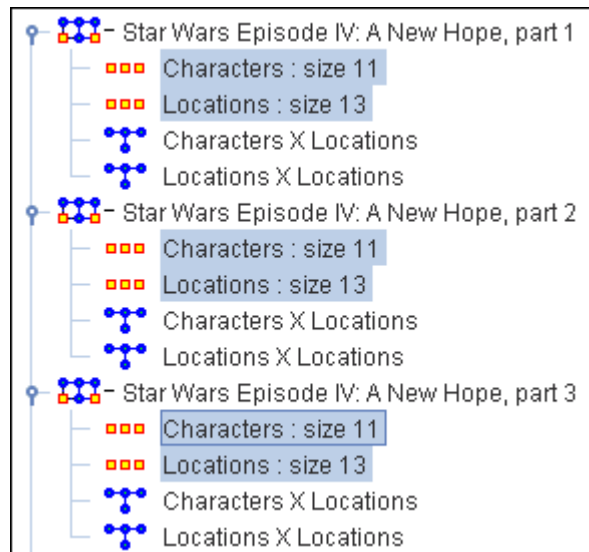 Star Wars Episode IV: A New Hope, part 1
Characters : size 11
Locations : size 13
Characters X Locations
Locations X Locations
Star Wars Episode IV: A New Hope, part 2
Characters : size 11
Locations : size 13
Characters X Locations
Locations X Locations
Star Wars Episode IV: A New Hope, part 3
Characters : size 11
Locations : size 13
Characters X Locations
Locations X Locations